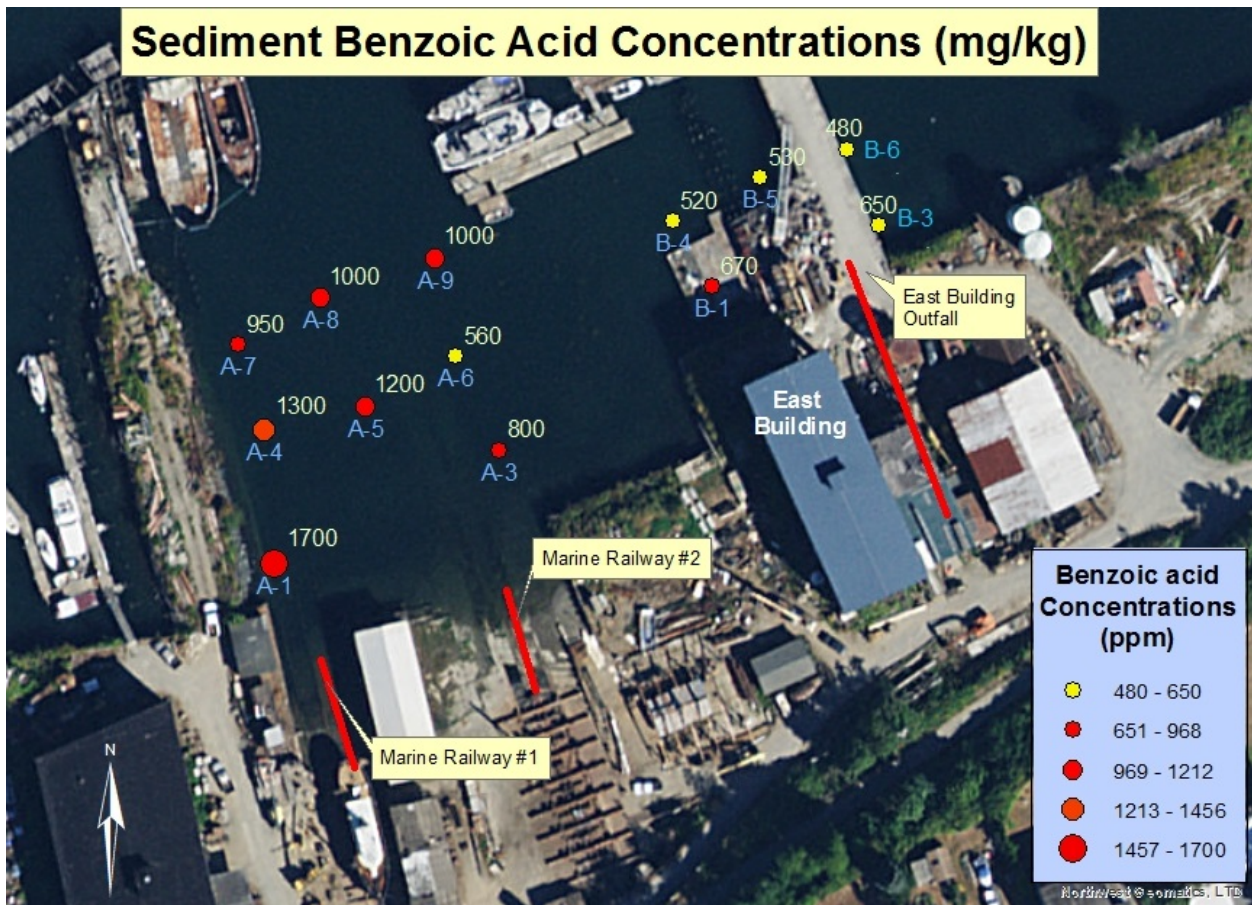 Sediment Benzoic Acid Concentrations (mg/kg)
480
B-6
530
B-5
520
B-4
650
B-3
1000
A-9
670
B-1
1000
A-8
East Building
Outfall
950
A-7
560
A-6
1200
A-5
1300
A-4
East
Building
800
A-3
1700
A-1
Marine Railway #2
Marine Railway #1
N
Benzoic acid
Concentrations
(ppm)
480 - 650
651 - 968
969 - 1212
1213 - 1456
1457 - 1700
Northwest Geomatics, LTD